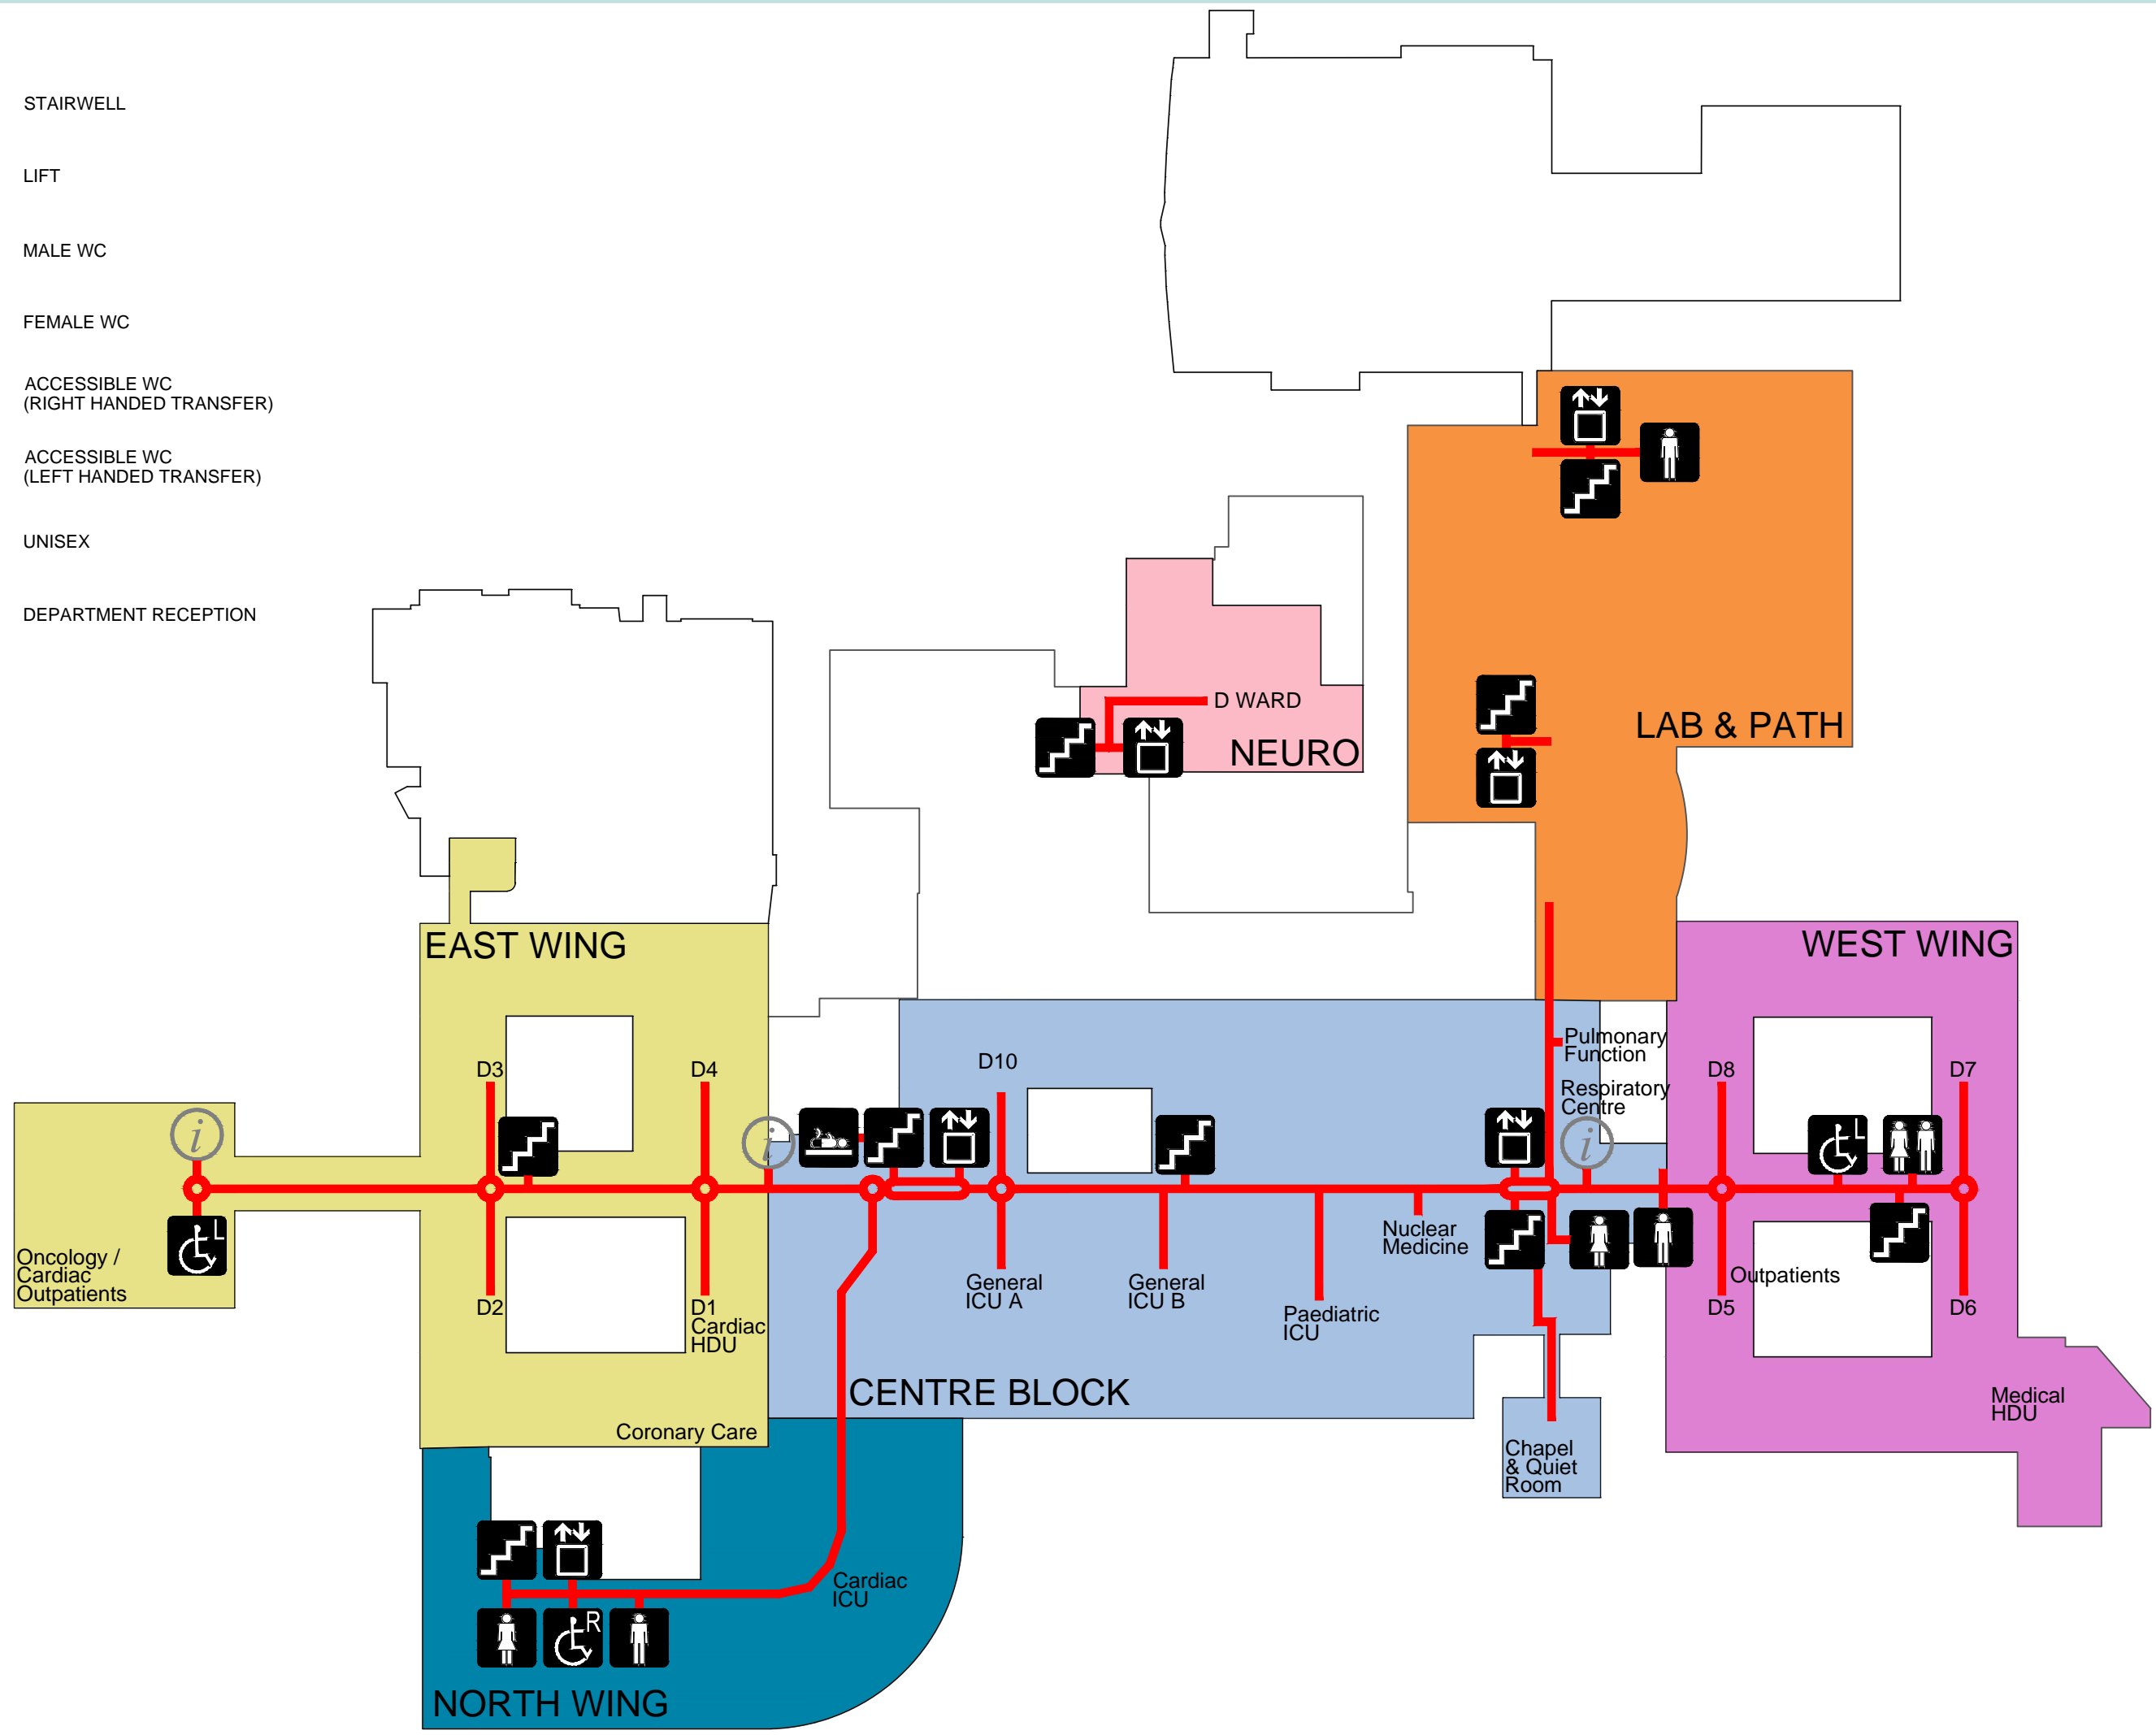 STAIRWELL
LIFT
MALE WC
FEMALE WC
ACCESSIBLE WC
(RIGHT HANDED TRANSFER)
ACCESSIBLE WC
(LEFT HANDED TRANSFER)
UNISEX
DEPARTMENT RECEPTION
D WARD
NEURO
LAB & PATH
EAST WING
WEST WING
D3
D4
D10
Pulmonary
Function
Respiratory
Centre
D8
D7
i
i
i
L
L
Oncology /
Cardiac
Outpatients
D2
D1
Cardiac
HDU
General
ICU A
General
ICU B
Paediatric
ICU
Nuclear
Medicine
Outpatients
D5
D6
CENTRE BLOCK
Coronary Care
Chapel
& Quiet
Room
Medical
HDU
Cardiac
ICU
R
NORTH WING